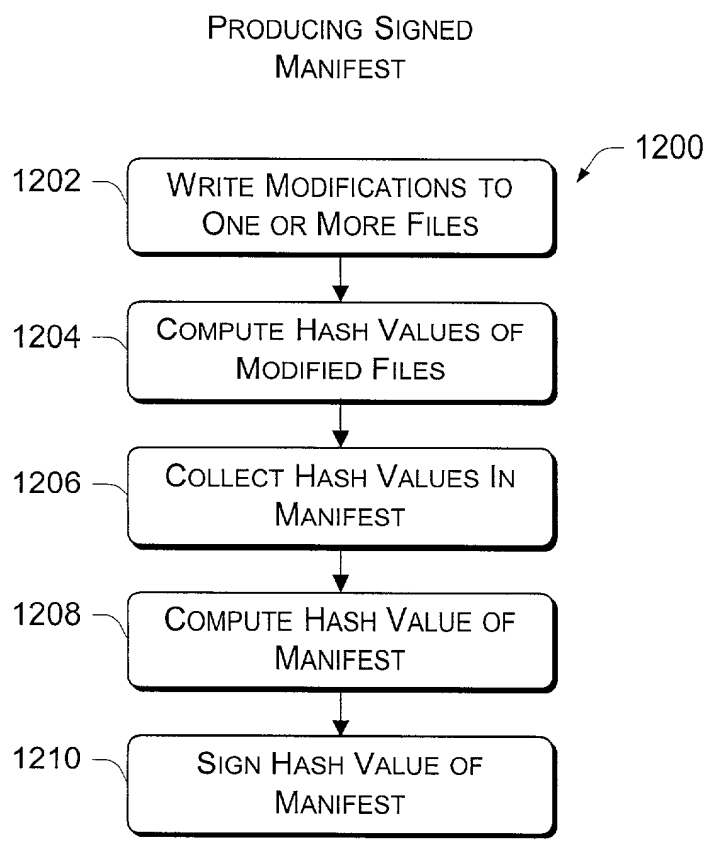 PRODUCING SIGNED
MANIFEST
1200
1202
WRITE MODIFICATIONS TO
ONE OR MORE FILES
1204
COMPUTE HASH VALUES OF
MODIFIED FILES
1206
COLLECT HASH VALUES IN
MANIFEST
1208
COMPUTE HASH VALUE OF
MANIFEST
1210
SIGN HASH VALUE OF
MANIFEST